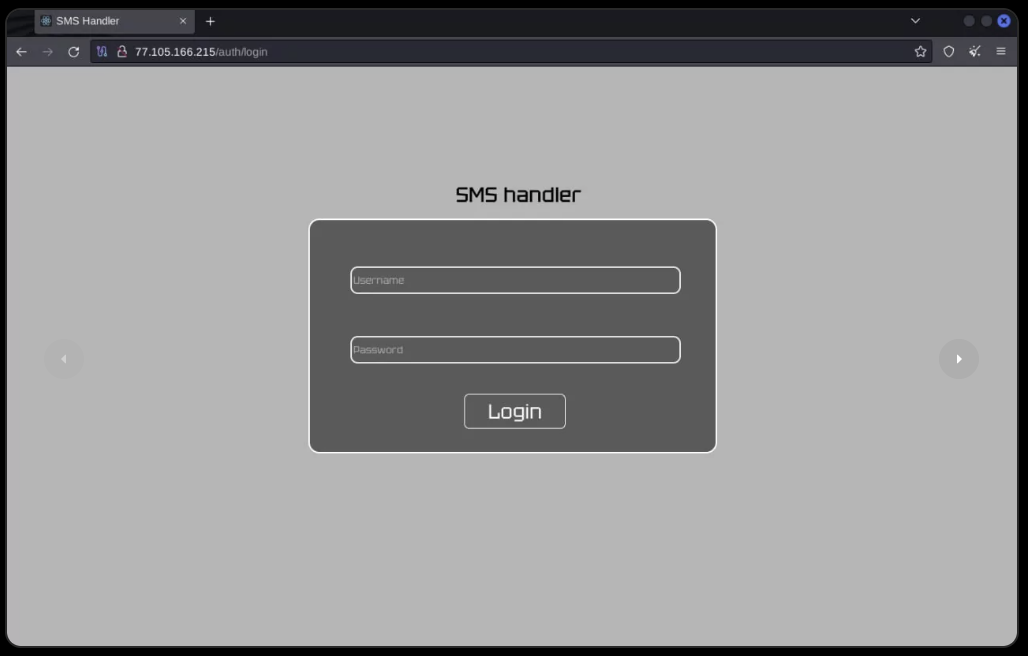 SMS Handler
77.105.166.215/auth/login
SMS handler
Username
Password
Login